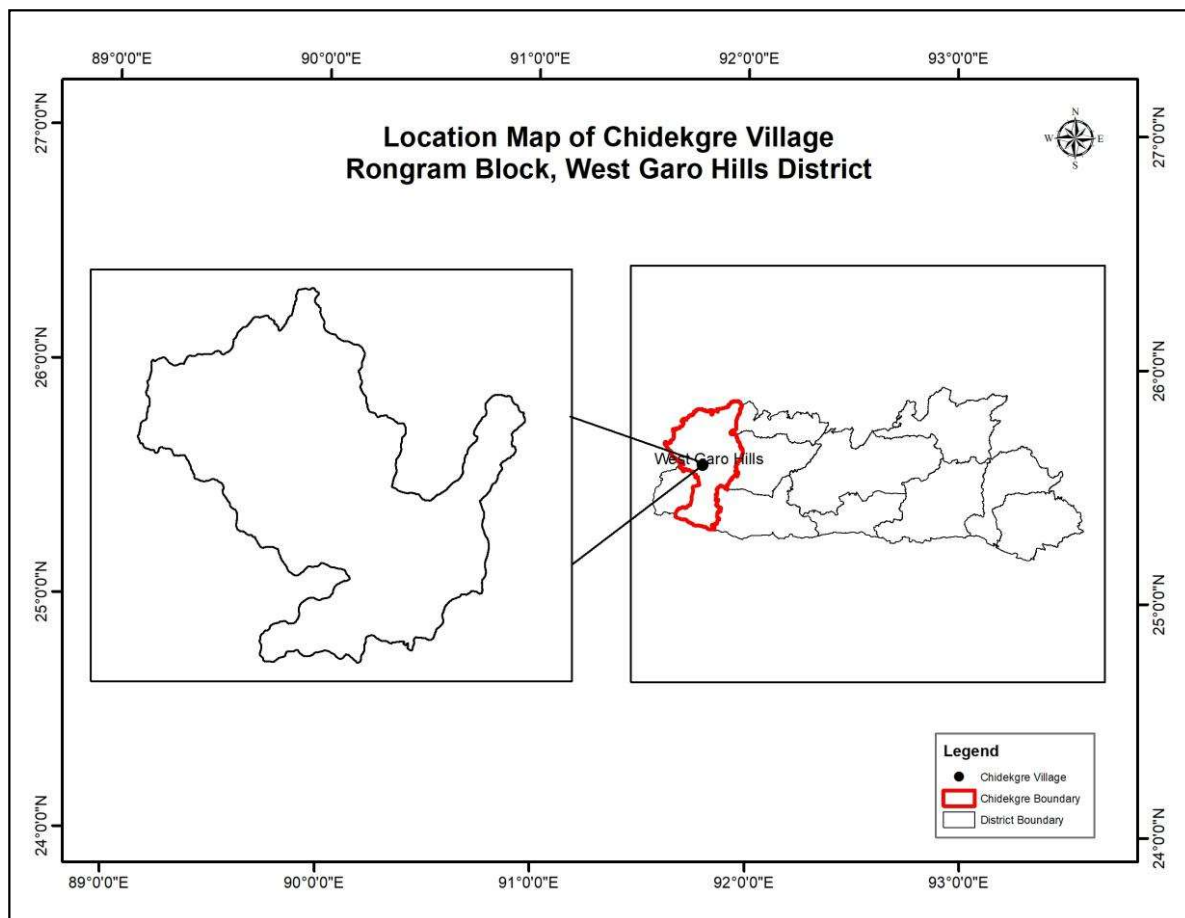 89°0'0"E 90°0'0"E 91°0'0"E 92°0'0"E 93°0'0"E
27°0'0"N
27°0'0"N
Location Map of Chidekgre Village
Rongram Block, West Garo Hills District
N
W E
S
26°0'0"N
26°0'0"N
West Garo Hills
25°0'0"N
25°0'0"N
Legend
Chidekgre Village
Chidekgre Boundary
District Boundary
24°0'0"N
24°0'0"N
89°0'0"E 90°0'0"E 91°0'0"E 92°0'0"E 93°0'0"E